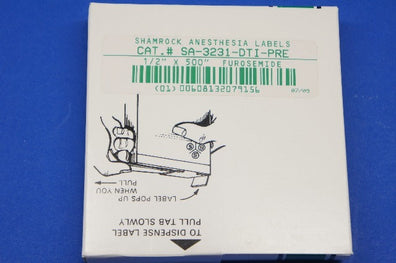 SHAMROCK ANESTHESIA LABELS
CAT.# SA-3231-DTI-PRE
1/2" X 500" FUROSEMIDE
(01) 00608132079156
TO DISPENSE LABEL
PULL TAB SLOWLY
LABEL POPS UP
WHEN YOU
PULL